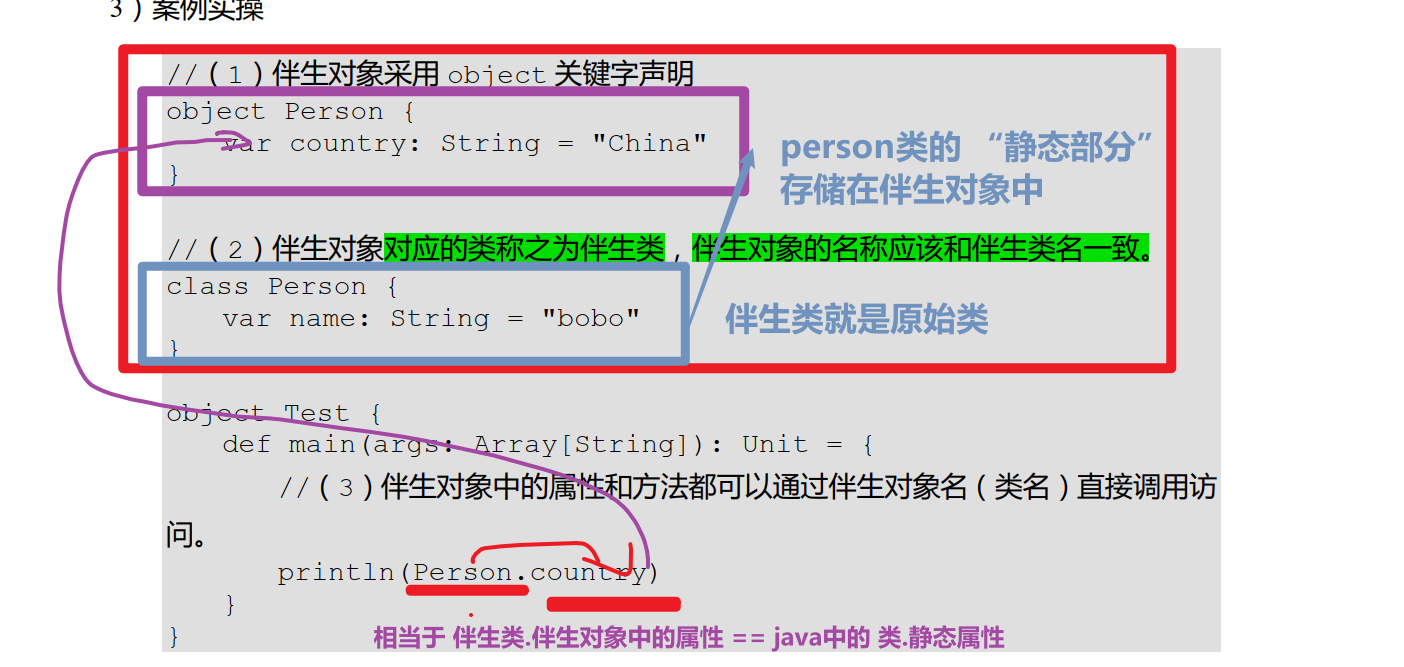 3）案例实操
//（1）伴生对象采用 object 关键字声明
object Person {
var country: String = "China"
}
person类的 “静态部分”
存储在伴生对象中
//（2）伴生对象对应的类称之为伴生类，伴生对象的名称应该和伴生类名一致。
class Person {
var name: String = "bobo"
}
伴生类就是原始类
object Test {
def main(args: Array[String]): Unit = {
//（3）伴生对象中的属性和方法都可以通过伴生对象名（类名）直接调用访
问。
println(Person.country)
}
}
相当于 伴生类.伴生对象中的属性 == java中的 类.静态属性